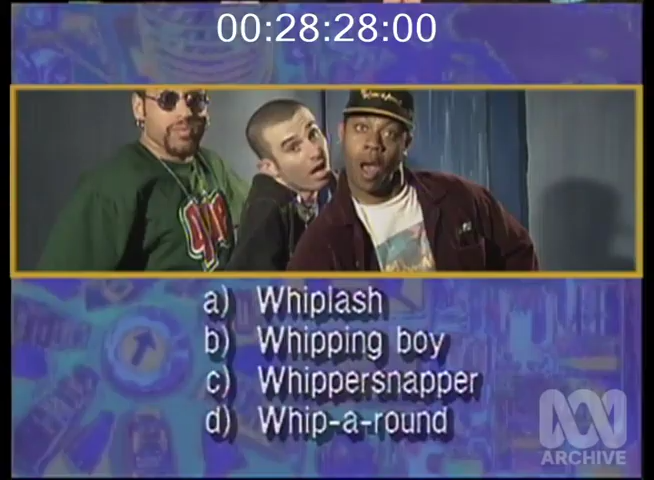 00:28:28:00
a) Whiplash
b) Whipping boy
c) Whippersnapper
d) Whip-a-round
ARCHIVE